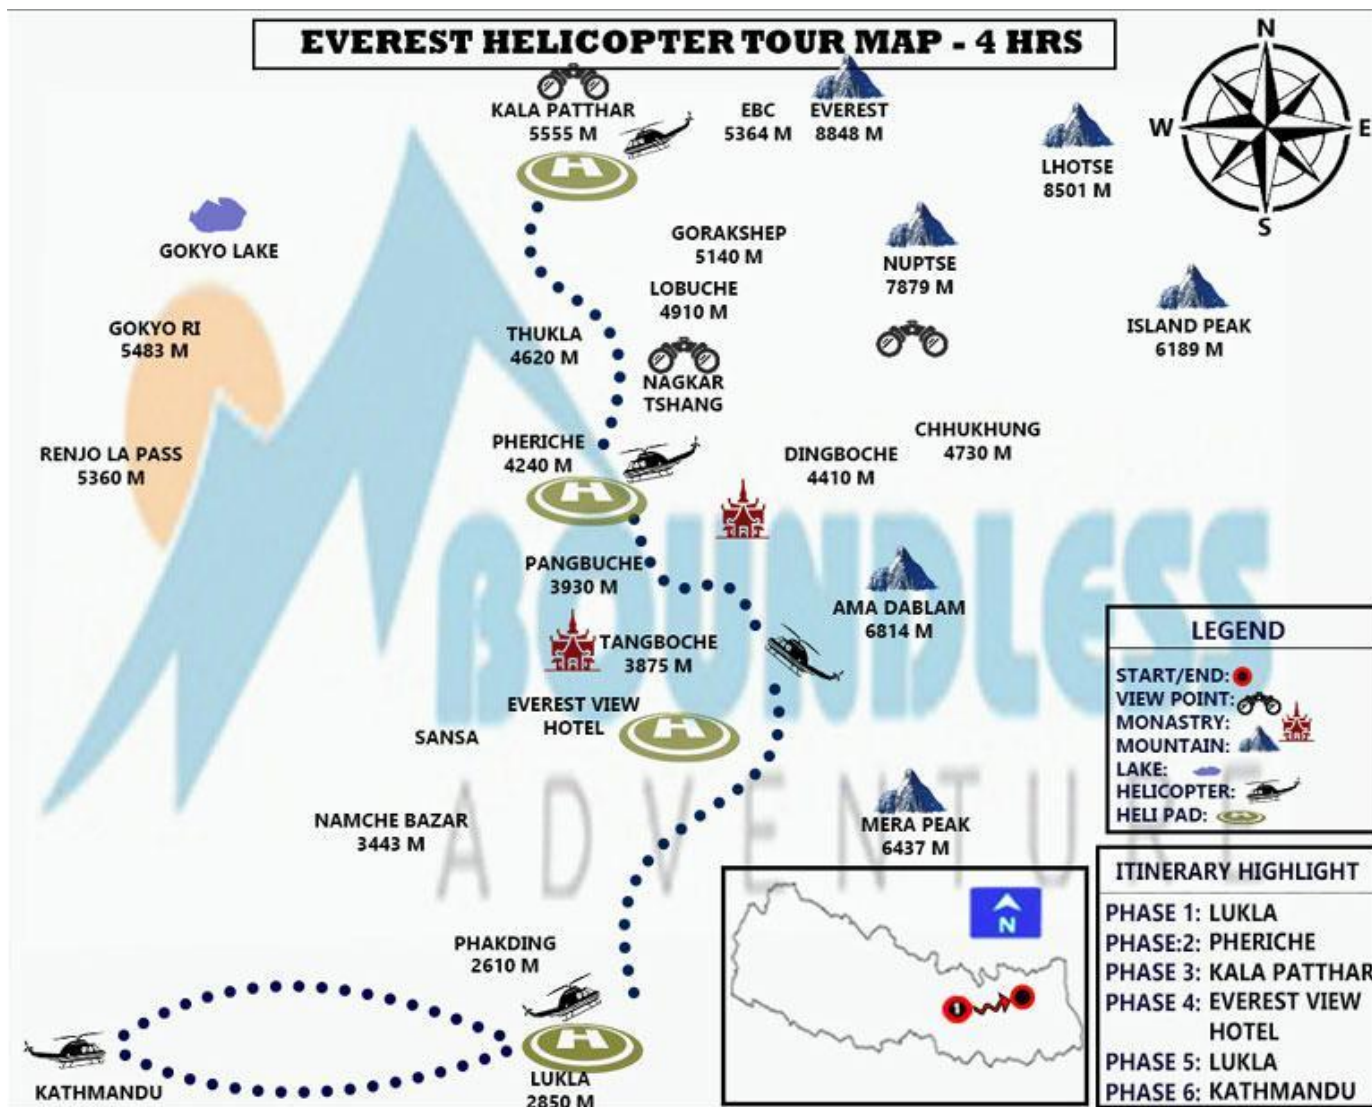 EVEREST HELICOPTER TOUR MAP - 4 HRS
N
W
E
S
KALA PATTHAR
5555 M
H
EBC
5364 M
EVEREST
8848 M
LHOTSE
8501 M
GOKYO LAKE
GORAKSHEP
5140 M
NUPTSE
7879 M
LOBUCHE
4910 M
ISLAND PEAK
6189 M
GOKYO RI
5483 M
THUKLA
4620 M
NAGKAR
TSHANG
RENJO LA PASS
5360 M
PHERICHE
4240 M
H
DINGBOCHE
4410 M
CHHUKHUNG
4730 M
BOUNDLESS
ADVENTURE
PANGBUCHE
3930 M
AMA DABLAM
6814 M
TANGBOCHE
3875 M
EVEREST VIEW
HOTEL
H
SANSA
NAMCHE BAZAR
3443 M
MERA PEAK
6437 M
PHAKDING
2610 M
H
LUKLA
2850 M
KATHMANDU
LEGEND
START/END:
VIEW POINT:
MONASTRY:
MOUNTAIN:
LAKE:
HELICOPTER:
HELI PAD:
N
1
ITINERARY HIGHLIGHT
PHASE 1: LUKLA
PHASE:2: PHERICHE
PHASE 3: KALA PATTHAR
PHASE 4: EVEREST VIEW
HOTEL
PHASE 5: LUKLA
PHASE 6: KATHMANDU